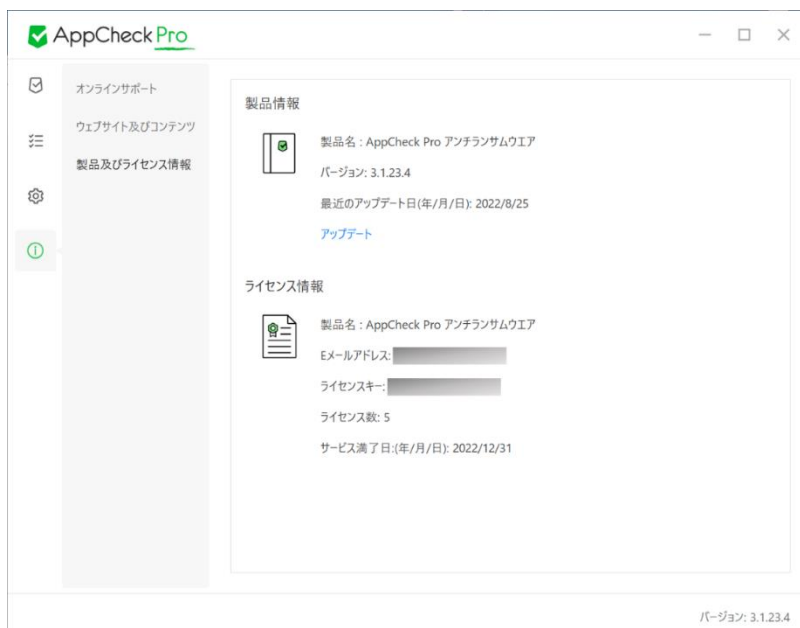 AppCheck Pro
オンラインサポート
ウェブサイト及びコンテンツ
製品及びライセンス情報
製品情報
製品名 : AppCheck Pro アンチランサムウエア
バージョン: 3.1.23.4
最近のアップデート日(年/月/日): 2022/8/25
アップデート
ライセンス情報
製品名 : AppCheck Pro アンチランサムウエア
Eメールアドレス:
ライセンスキー:
ライセンス数: 5
サービス満了日:(年/月/日): 2022/12/31
バージョン: 3.1.23.4